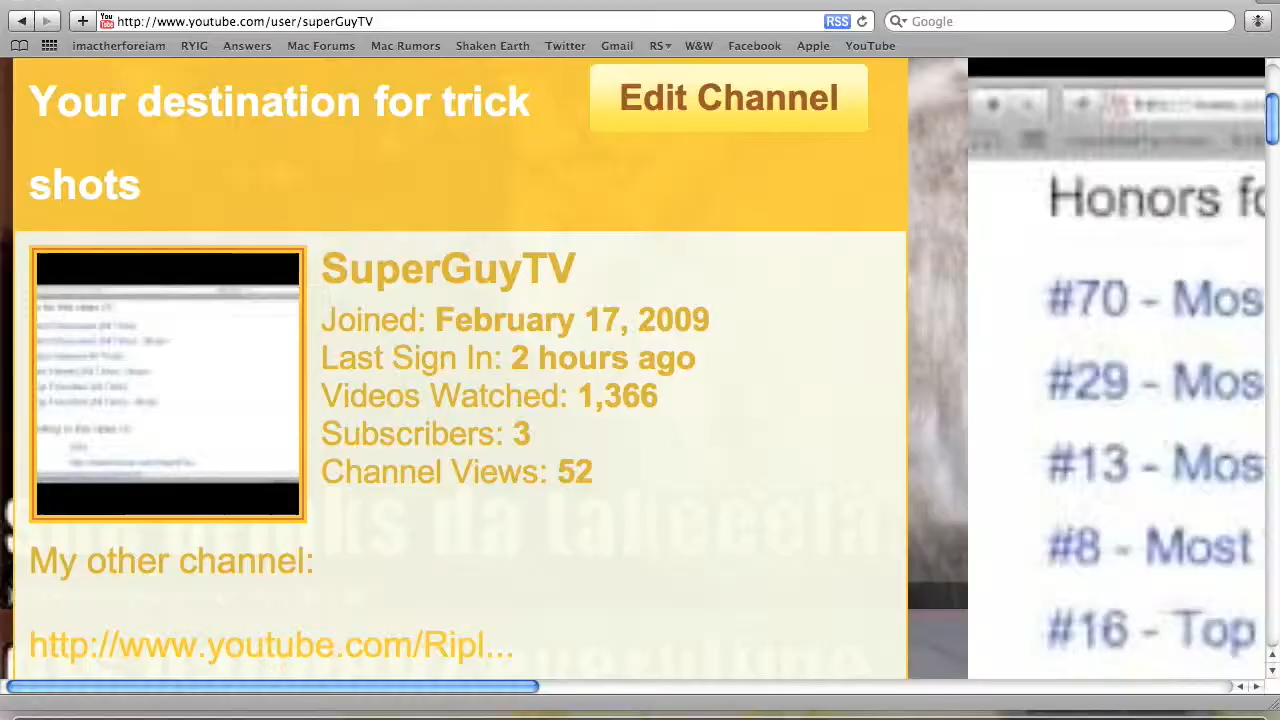 http://www.youtube.com/user/superGuyTV
RSS
Google
imactherforeiam RYIG Answers Mac Forums Mac Rumors Shaken Earth Twitter Gmail RS W&W Facebook Apple YouTube
Your destination for trick
shots
Edit Channel
SuperGuyTV
Joined: February 17, 2009
Last Sign In: 2 hours ago
Videos Watched: 1,366
Subscribers: 3
Channel Views: 52
My other channel:
http://www.youtube.com/Ripl...
Honors fo
#70 - Mos
#29 - Mos
#13 - Mos
#8 - Most
#16 - Top